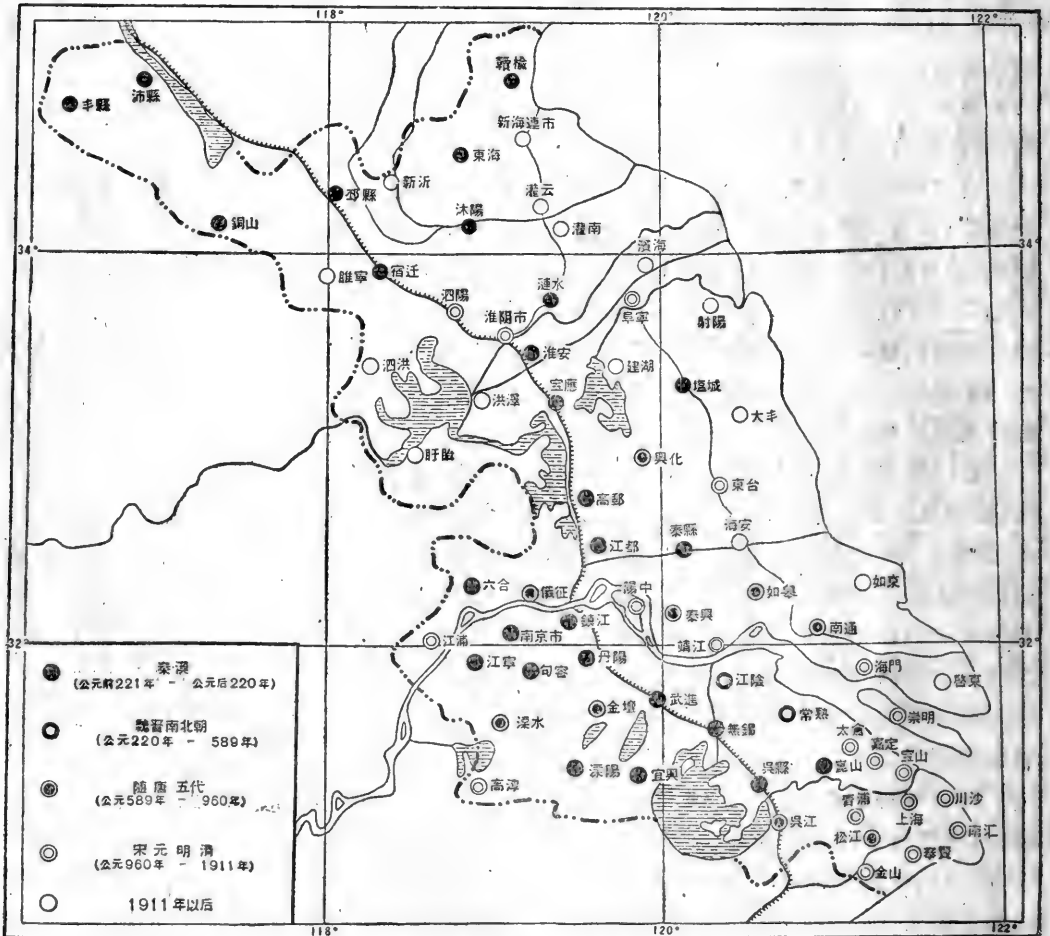 118°
120°
122°
贛榆
沛縣
丰縣
新海連市
東海
新沂
灌云
邳縣
沭陽
灌南
銅山
34°
34°
濱海
宿迁
睢寧
漣水
泗陽
阜寧
射陽
淮阴市
淮安
建湖
泗洪
宝應
塩城
洪澤
大丰
盱眙
興化
東台
高郵
海安
江都
泰縣
六合
儀征
揚中
如皋
如東
泰興
鎮江
南通
南京市
江浦
靖江
32°
32°
江寧
句容
丹陽
海門
啓東
江陰
武進
金壇
常熟
崇明
溧水
無錫
太倉
嘉定
宝山
崑山
溧陽
宜興
吳縣
高淳
川沙
青浦
上海
吳江
松江
南汇
奉賢
金山
秦漢
(公元前221年 - 公元后220年)
魏晋南北朝
(公元220年 - 589年)
隨唐五代
(公元589年 - 960年)
宋元明清
(公元960年 - 1911年)
1911年以后
118°
120°
122°